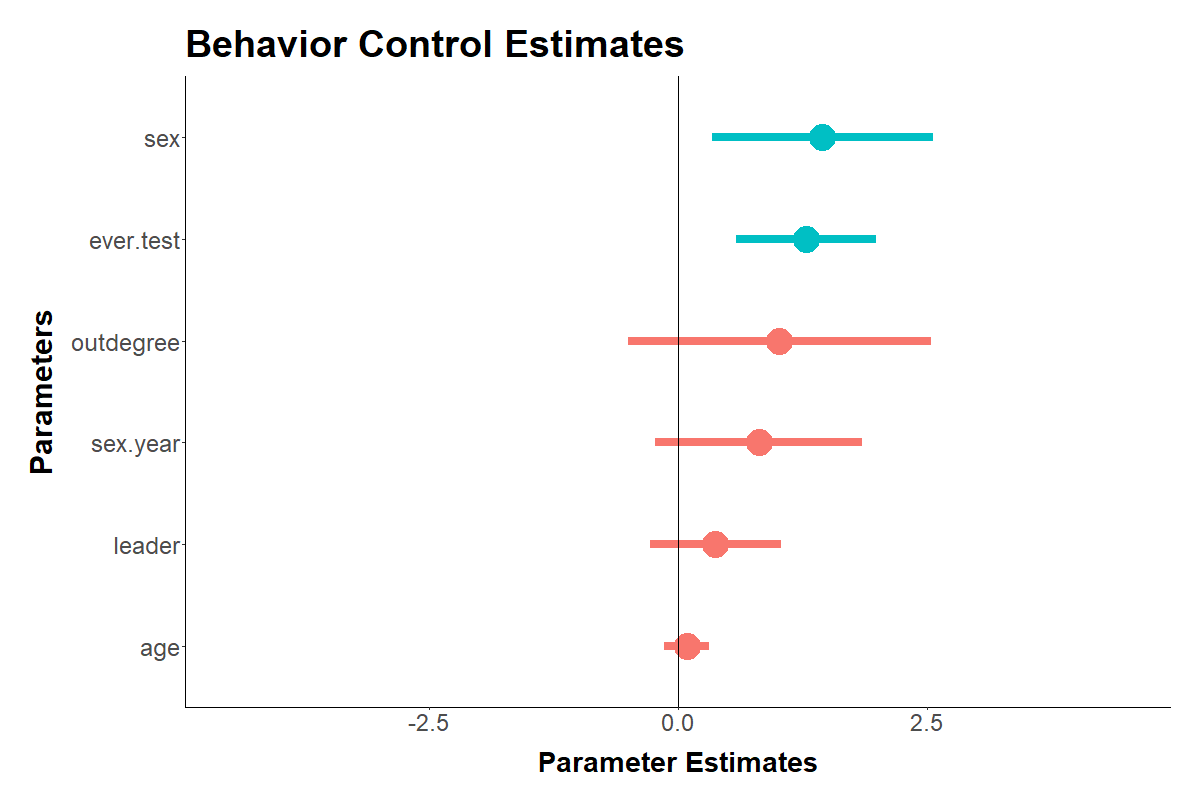 Behavior Control Estimates
sex
ever.test
outdegree
sex.year
leader
age
Parameters
-2.5 0.0 2.5
Parameter Estimates